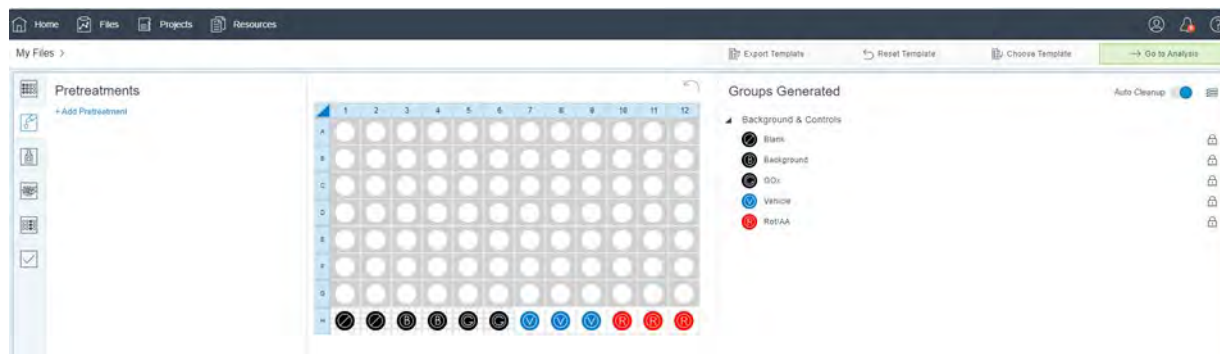 Home Files Projects Resources
My Files >
Export Template Reset Template Choose Template → Go to Analysis
Pretreatments
+ Add Pretreatment
1 2 3 4 5 6 7 8 9 10 11 12
A
B
C
D
E
F
G
H B B G G V V V R R R
Groups Generated
Auto Cleanup
Background & Controls
Blank
B Background
G GOx
V Vehicle
R Rot/AA